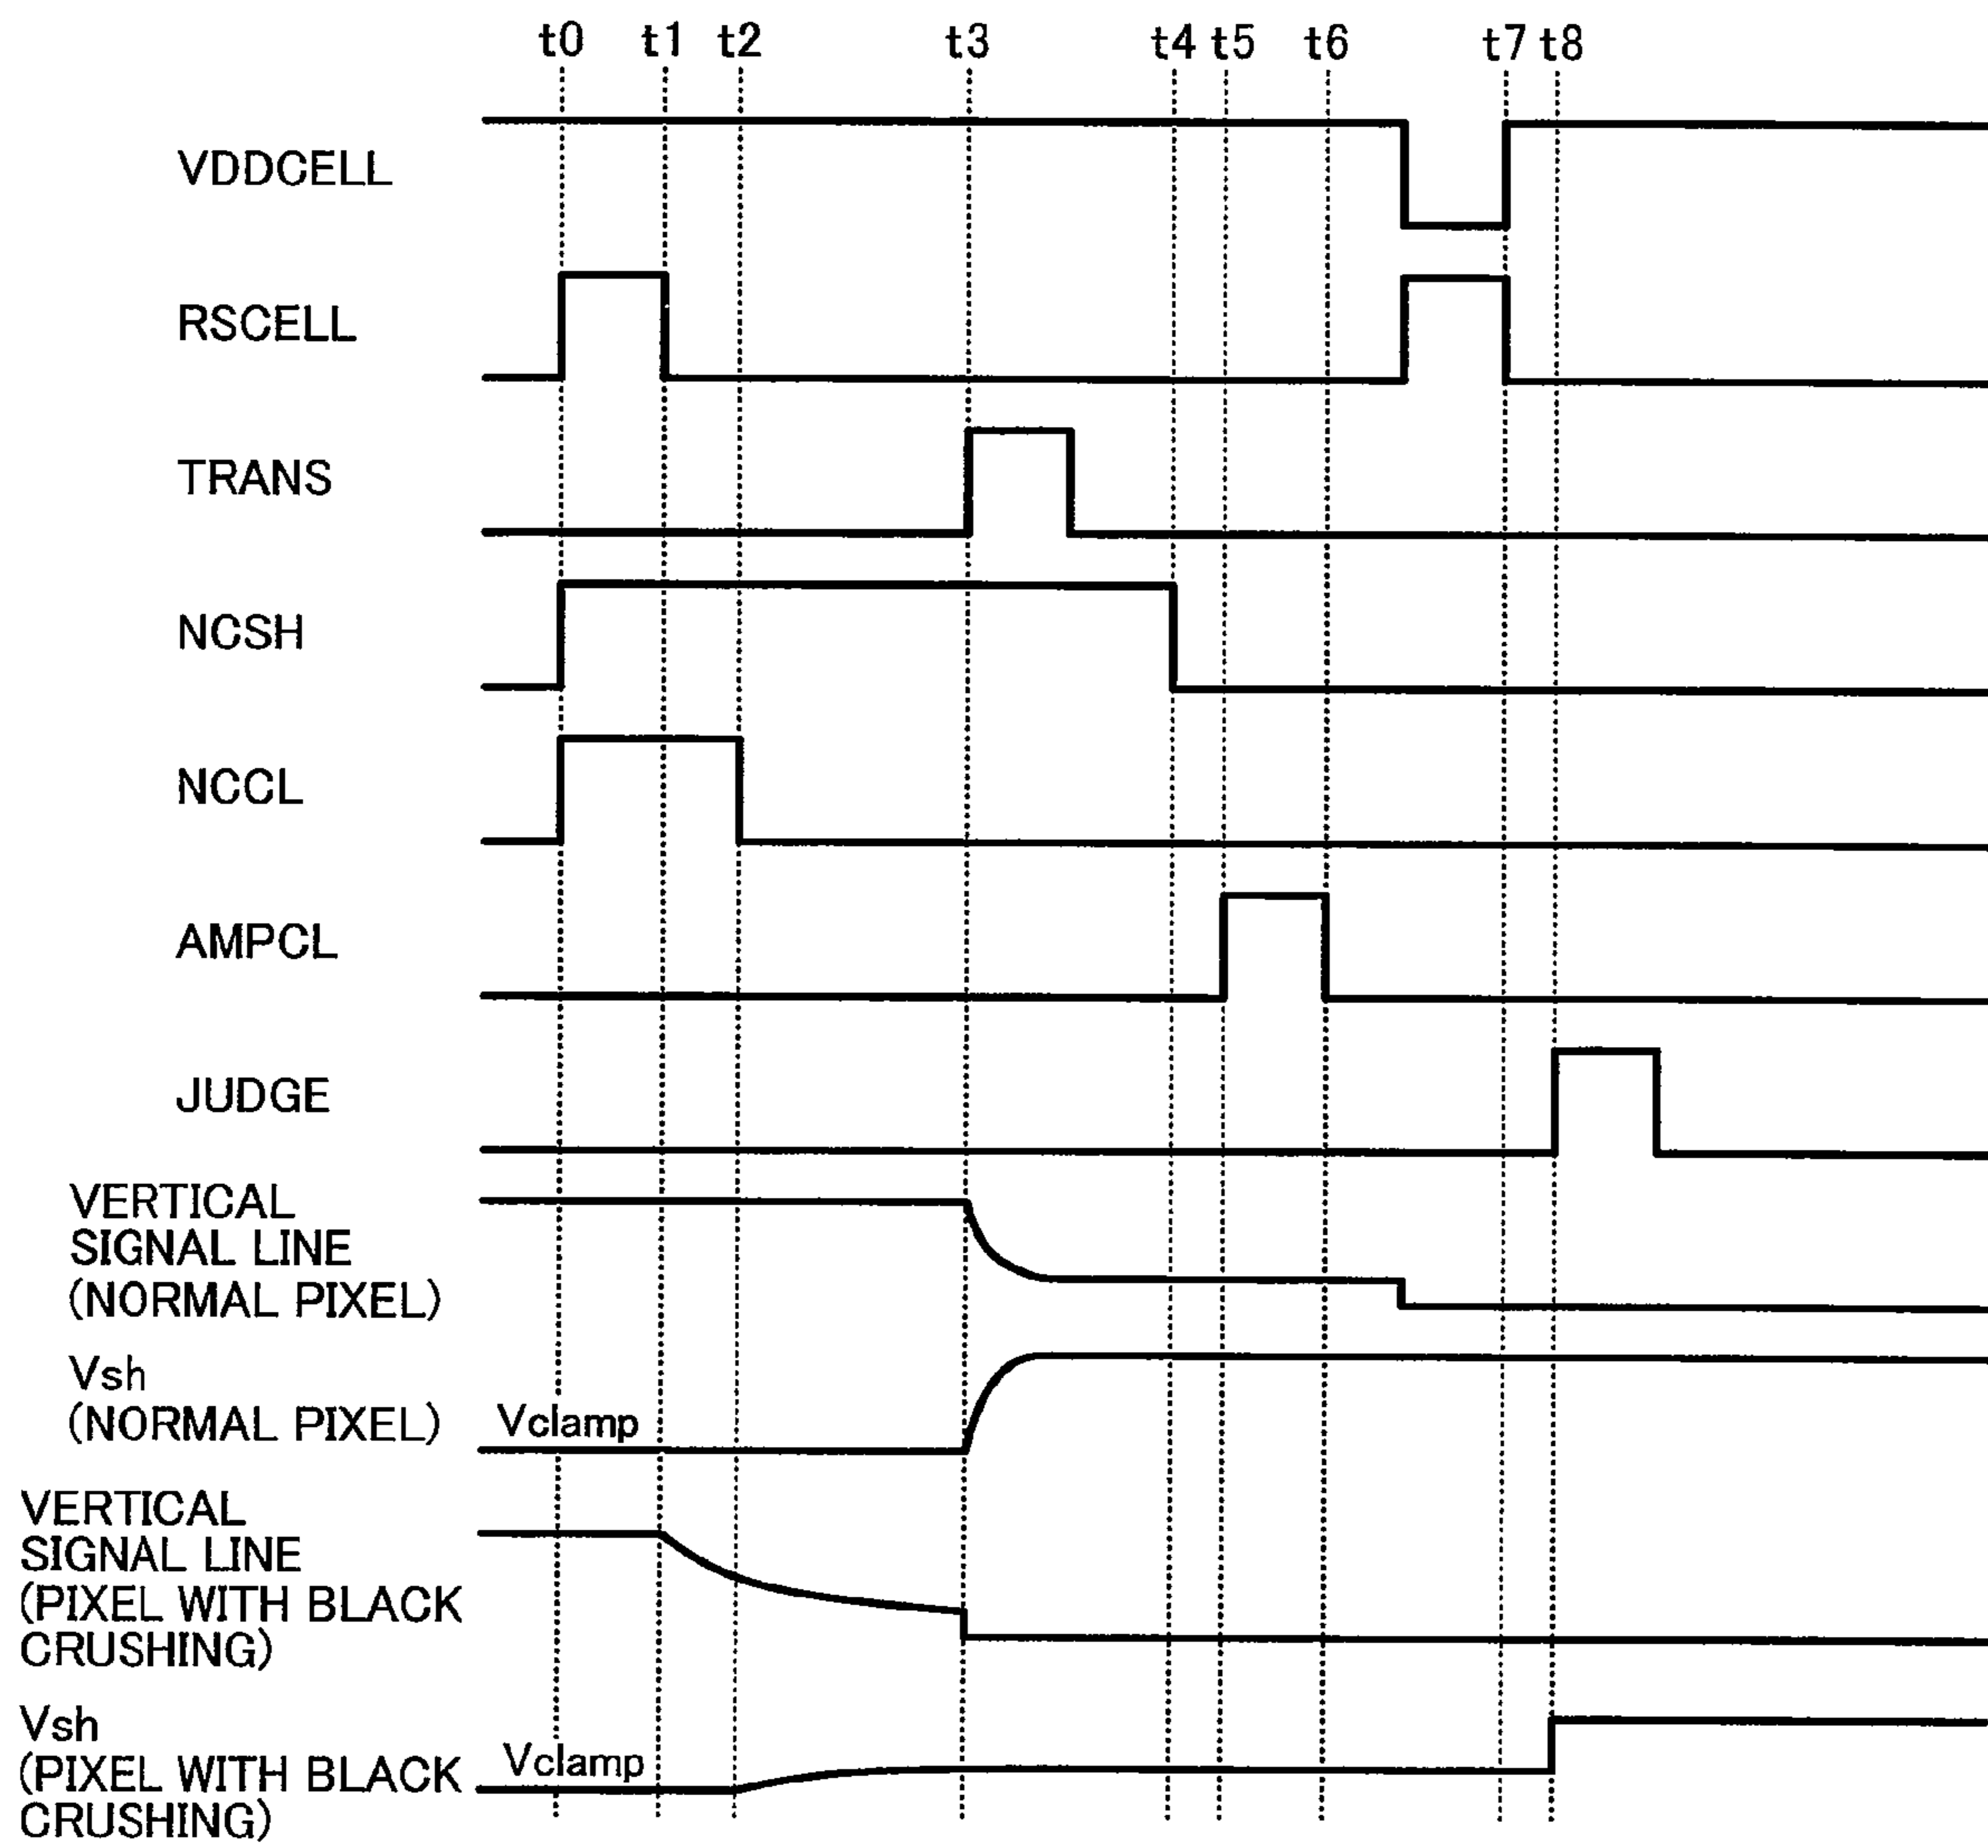 t0 t1 t2 t3 t4 t5 t6 t7 t8
VDDCELL
RSCELL
TRANS
NCSH
NCCL
AMPCL
JUDGE
VERTICAL
SIGNAL LINE
(NORMAL PIXEL)
Vsh
(NORMAL PIXEL)
Vclamp
VERTICAL
SIGNAL LINE
(PIXEL WITH BLACK
CRUSHING)
Vsh
(PIXEL WITH BLACK
CRUSHING)
Vclamp